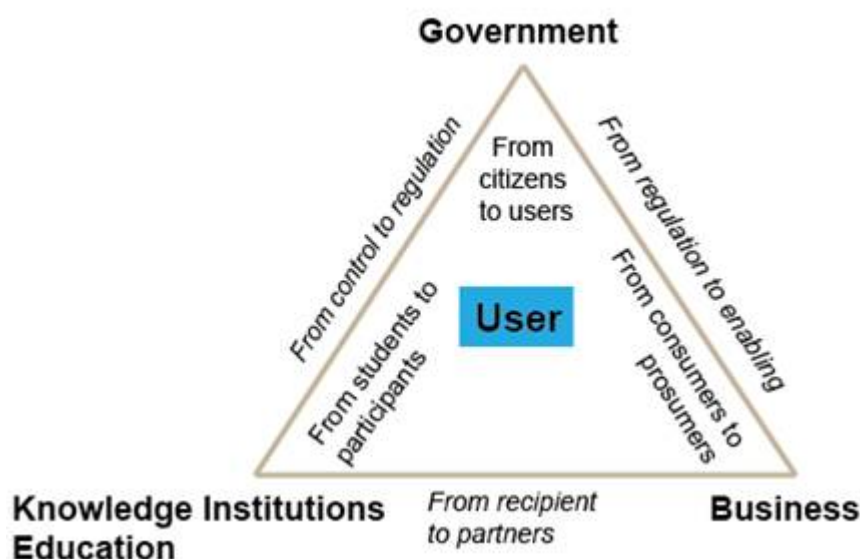 Government
From control to regulation
From regulation to enabling
From
citizens
to users
User
From students to
participants
From consumers to
prosumers
Knowledge Institutions
Education
From recipient
to partners
Business